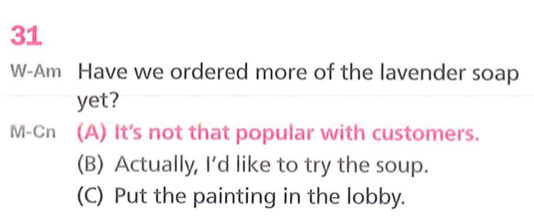 31
W-Am Have we ordered more of the lavender soap
yet?
M-Cn (A) It's not that popular with customers.
(B) Actually, I'd like to try the soup.
(C) Put the painting in the lobby.